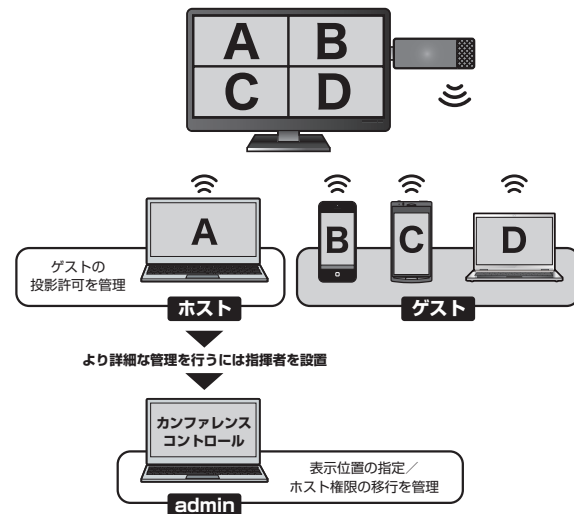 A B
C D
A
B
C
D
ゲストの
投影許可を管理
ホスト
ゲスト
より詳細な管理を行うには指揮者を設置
カンファレンス
コントロール
表示位置の指定／
ホスト権限の移行を管理
admin